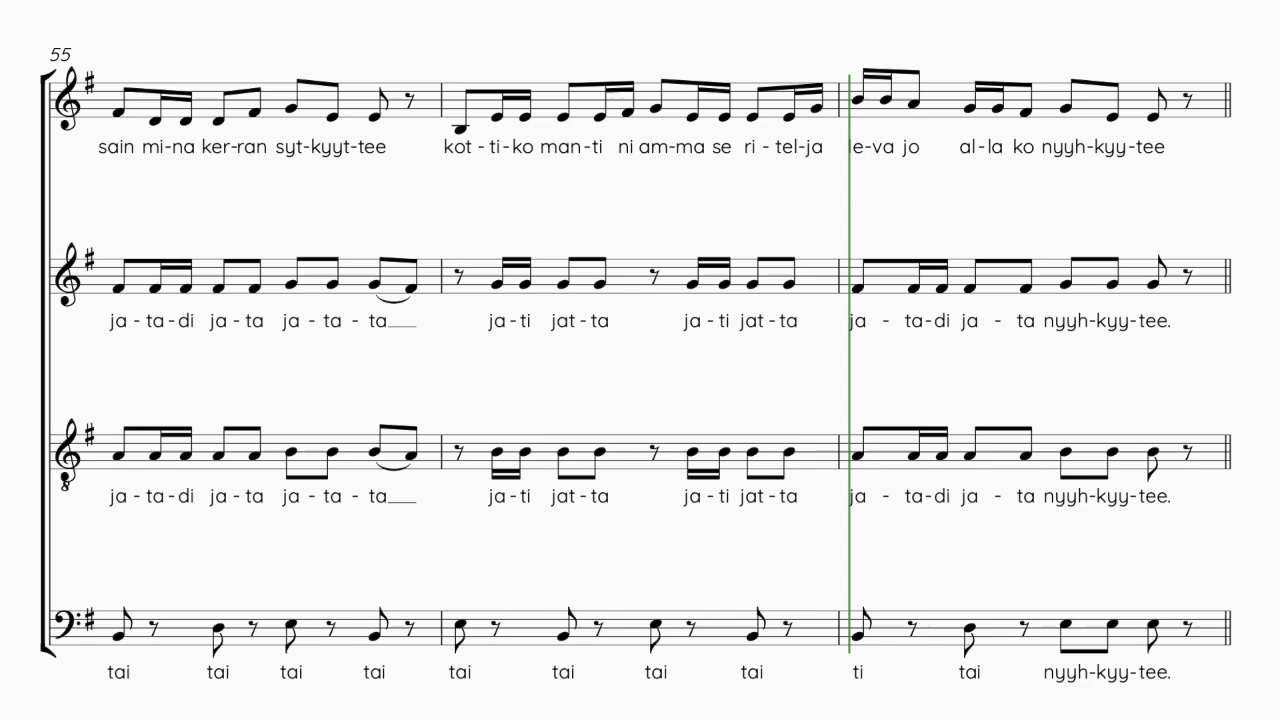 55
sain mi-na ker-ran syt-kyyt-tee kot - ti-ko man-ti ni am-ma se ri - tel-ja le-va jo al-la ko nyyh-kyy-tee
ja - ta-di ja - ta ja - ta - ta__ ja-ti jat-ta ja-ti jat-ta ja - ta-di ja - ta nyyh-kyy-tee.
8
ja - ta-di ja - ta ja - ta - ta__ ja-ti jat-ta ja-ti jat-ta ja - ta-di ja - ta nyyh-kyy-tee.
tai tai tai tai tai tai tai tai ti tai nyyh-kyy-tee.